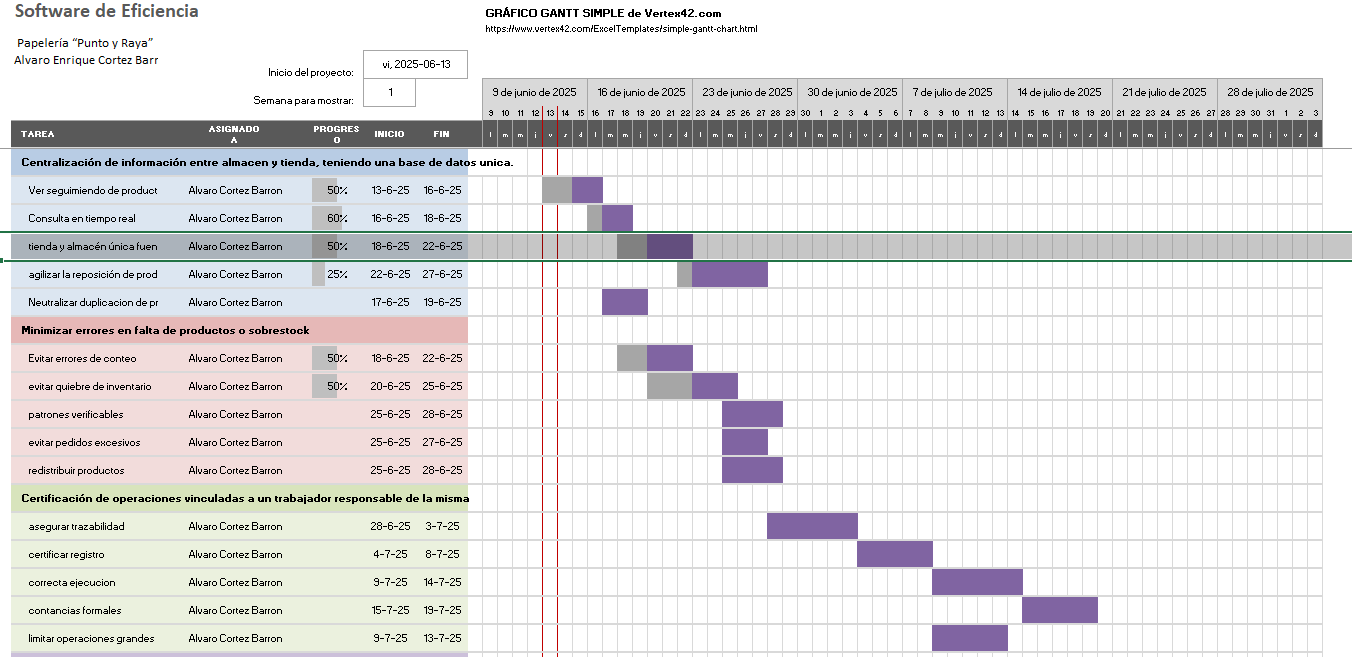 Software de Eficiencia
GRÁFICO GANTT SIMPLE de Vertex42.com
https://www.vertex42.com/ExcelTemplates/simple-gantt-chart.html
Papelería “Punto y Raya”
Alvaro Enrique Cortez Barr
Inicio del proyecto: vi, 2025-06-13
Semana para mostrar: 1
9 de junio de 2025 16 de junio de 2025 23 de junio de 2025 30 de junio de 2025 7 de julio de 2025 14 de julio de 2025 21 de julio de 2025 28 de julio de 2025
9 10 11 12 13 14 15 16 17 18 19 20 21 22 23 24 25 26 27 28 29 30 1 2 3 4 5 6 7 8 9 10 11 12 13 14 15 16 17 18 19 20 21 22 23 24 25 26 27 28 29 30 31 1 2 3
TAREA ASIGNADO A PROGRESO INICIO FIN l m m j v s d l m m j v s d l m m j v s d l m m j v s d l m m j v s d l m m j v s d l m m j v s d l m m j v s d
Centralización de información entre almacen y tienda, teniendo una base de datos unica.
Ver seguimiendo de product Alvaro Cortez Barron 50% 13-6-25 16-6-25
Consulta en tiempo real Alvaro Cortez Barron 60% 16-6-25 18-6-25
tienda y almacén única fuen Alvaro Cortez Barron 50% 18-6-25 22-6-25
agilizar la reposición de prod Alvaro Cortez Barron 25% 22-6-25 27-6-25
Neutralizar duplicacion de pr Alvaro Cortez Barron 17-6-25 19-6-25
Minimizar errores en falta de productos o sobrestock
Evitar errores de conteo Alvaro Cortez Barron 50% 18-6-25 22-6-25
evitar quiebre de inventario Alvaro Cortez Barron 50% 20-6-25 25-6-25
patrones verificables Alvaro Cortez Barron 25-6-25 28-6-25
evitar pedidos excesivos Alvaro Cortez Barron 25-6-25 27-6-25
redistribuir productos Alvaro Cortez Barron 25-6-25 28-6-25
Certificación de operaciones vinculadas a un trabajador responsable de la misma
asegurar trazabilidad Alvaro Cortez Barron 28-6-25 3-7-25
certificar registro Alvaro Cortez Barron 4-7-25 8-7-25
correcta ejecucion Alvaro Cortez Barron 9-7-25 14-7-25
contancias formales Alvaro Cortez Barron 15-7-25 19-7-25
limitar operaciones grandes Alvaro Cortez Barron 9-7-25 13-7-25